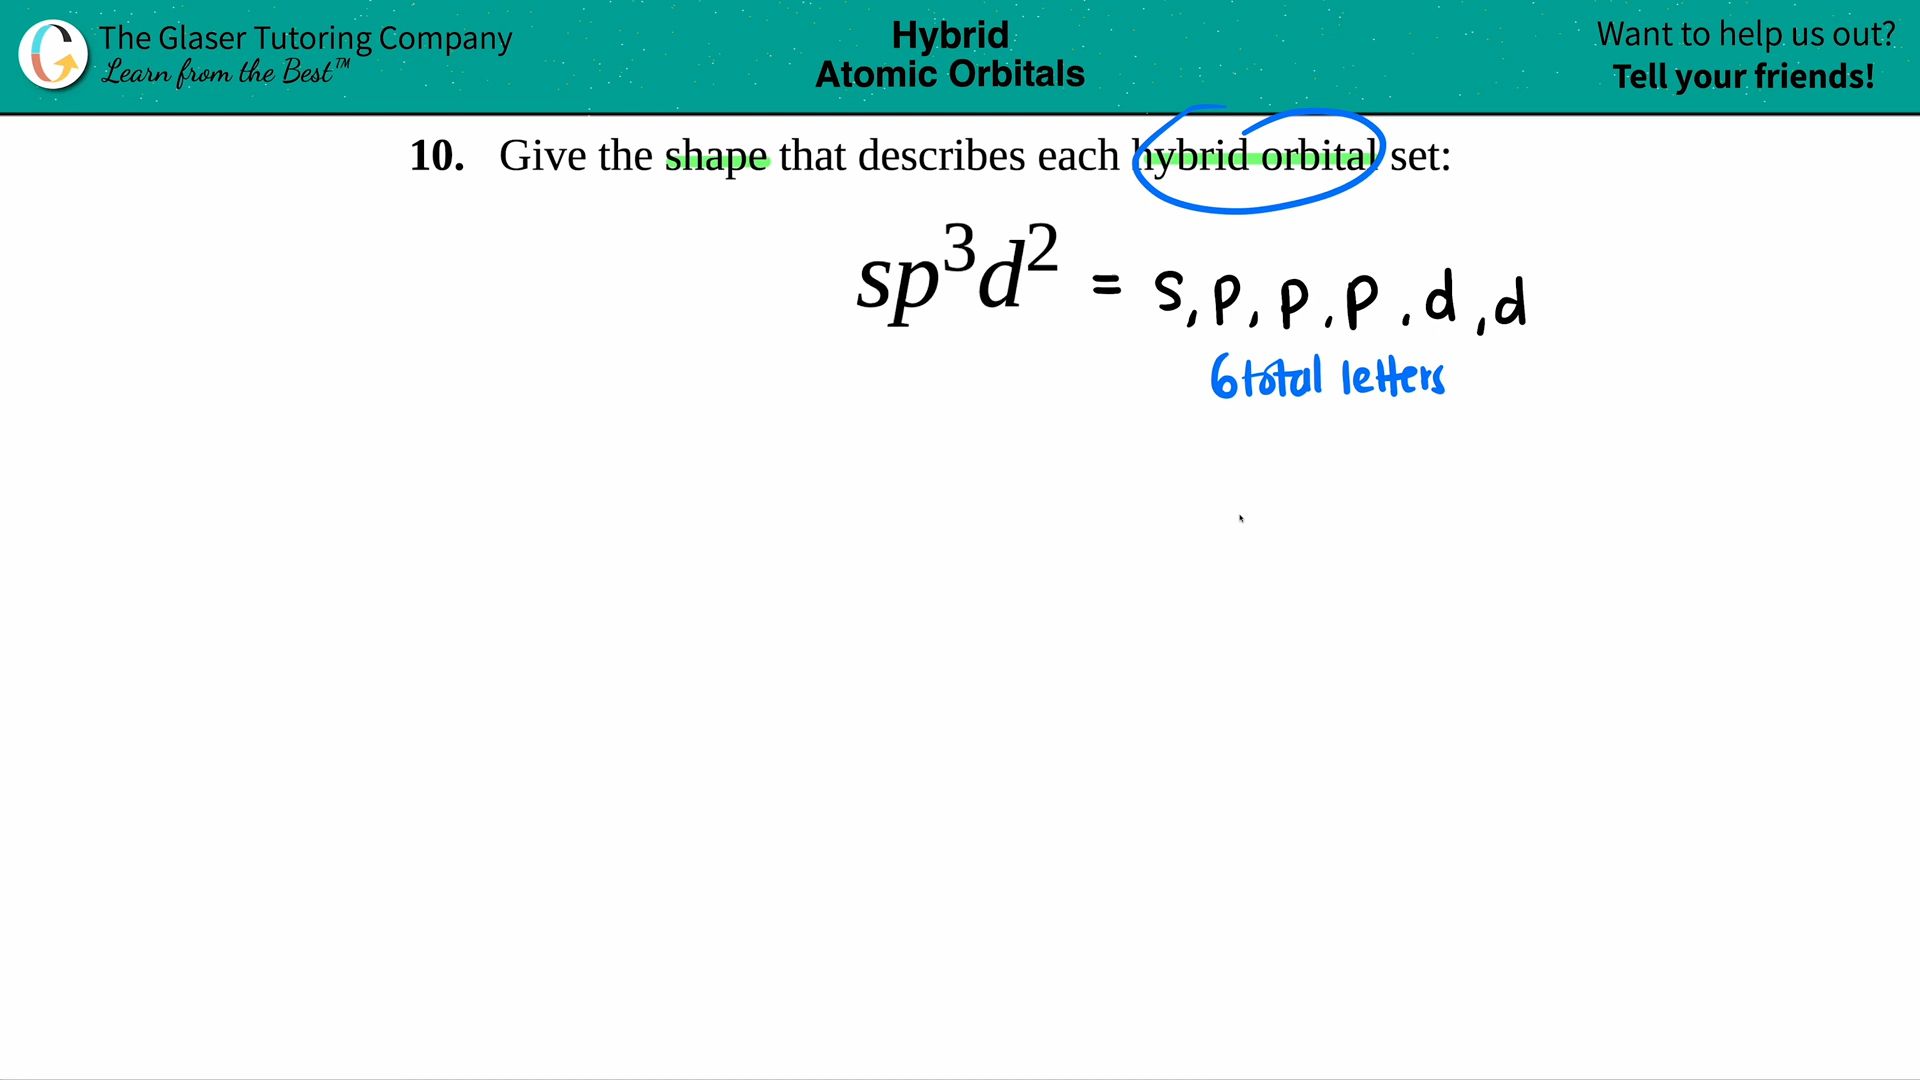 The Glaser Tutoring Company
Learn from the Best™
Hybrid
Atomic Orbitals
Want to help us out?
Tell your friends!
10. Give the shape that describes each hybrid orbital set:
sp³d² = s, p, p, p, d, d
6 total letters